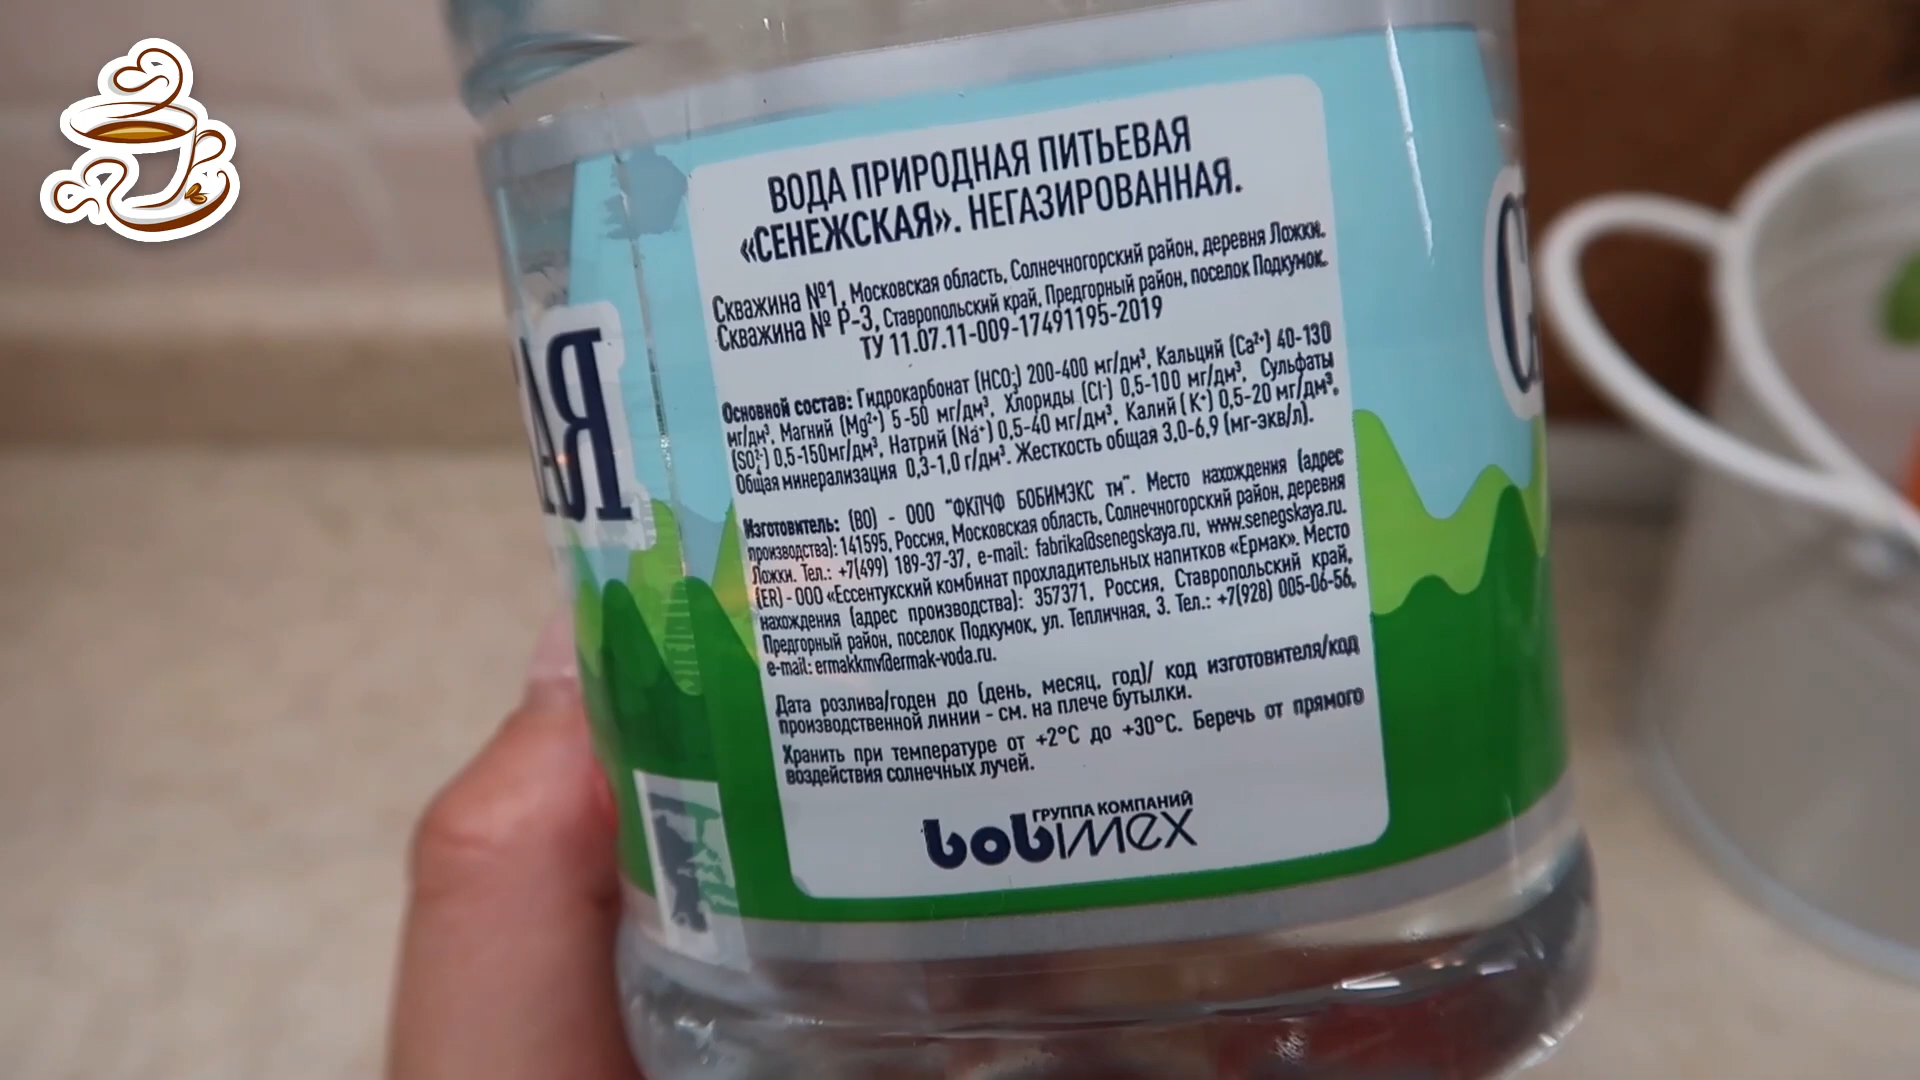 ВОДА ПРИРОДНАЯ ПИТЬЕВАЯ
«СЕНЕЖСКАЯ». НЕГАЗИРОВАННАЯ.
Скважина №1, Московская область, Солнечногорский район, деревня Ложки.
Скважина № Р-3, Ставропольский край, Предгорный район, поселок Подкумок.
ТУ 11.07.11-009-17491195-2019
Основной состав: Гидрокарбонат (HCO₃⁻) 200-400 мг/дм³, Кальций (Ca²⁺) 40-130
мг/дм³, Магний (Mg²⁺) 5-50 мг/дм³, Хлориды (Cl⁻) 0,5-100 мг/дм³, Сульфаты
(SO₄²⁻) 0,5-150мг/дм³, Натрий (Na⁺) 0,5-40 мг/дм³, Калий (K⁺) 0,5-20 мг/дм³.
Общая минерализация 0,3-1,0 г/дм³. Жесткость общая 3,0-6,9 (мг-экв/л).
Изготовитель: (BO) - ООО "ФКПЧФ БОБИМЭКС тм". Место нахождения (адрес
производства): 141595, Россия, Московская область, Солнечногорский район, деревня
Ложки. Тел.: +7(499) 189-37-37, e-mail: fabrika@senegskaya.ru, www.senegskaya.ru.
(ER) - ООО «Ессентукский комбинат прохладительных напитков «Ермак». Место
нахождения (адрес производства): 357371, Россия, Ставропольский край,
Предгорный район, поселок Подкумок, ул. Тепличная, 3. Тел.: +7(928) 005-06-56,
e-mail: ermakkmv@ermak-voda.ru.
Дата розлива/годен до (день, месяц, год)/ код изготовителя/код
производственной линии - см. на плече бутылки.
Хранить при температуре от +2°С до +30°С. Беречь от прямого
воздействия солнечных лучей.
ГРУППА КОМПАНИЙ
bobimex